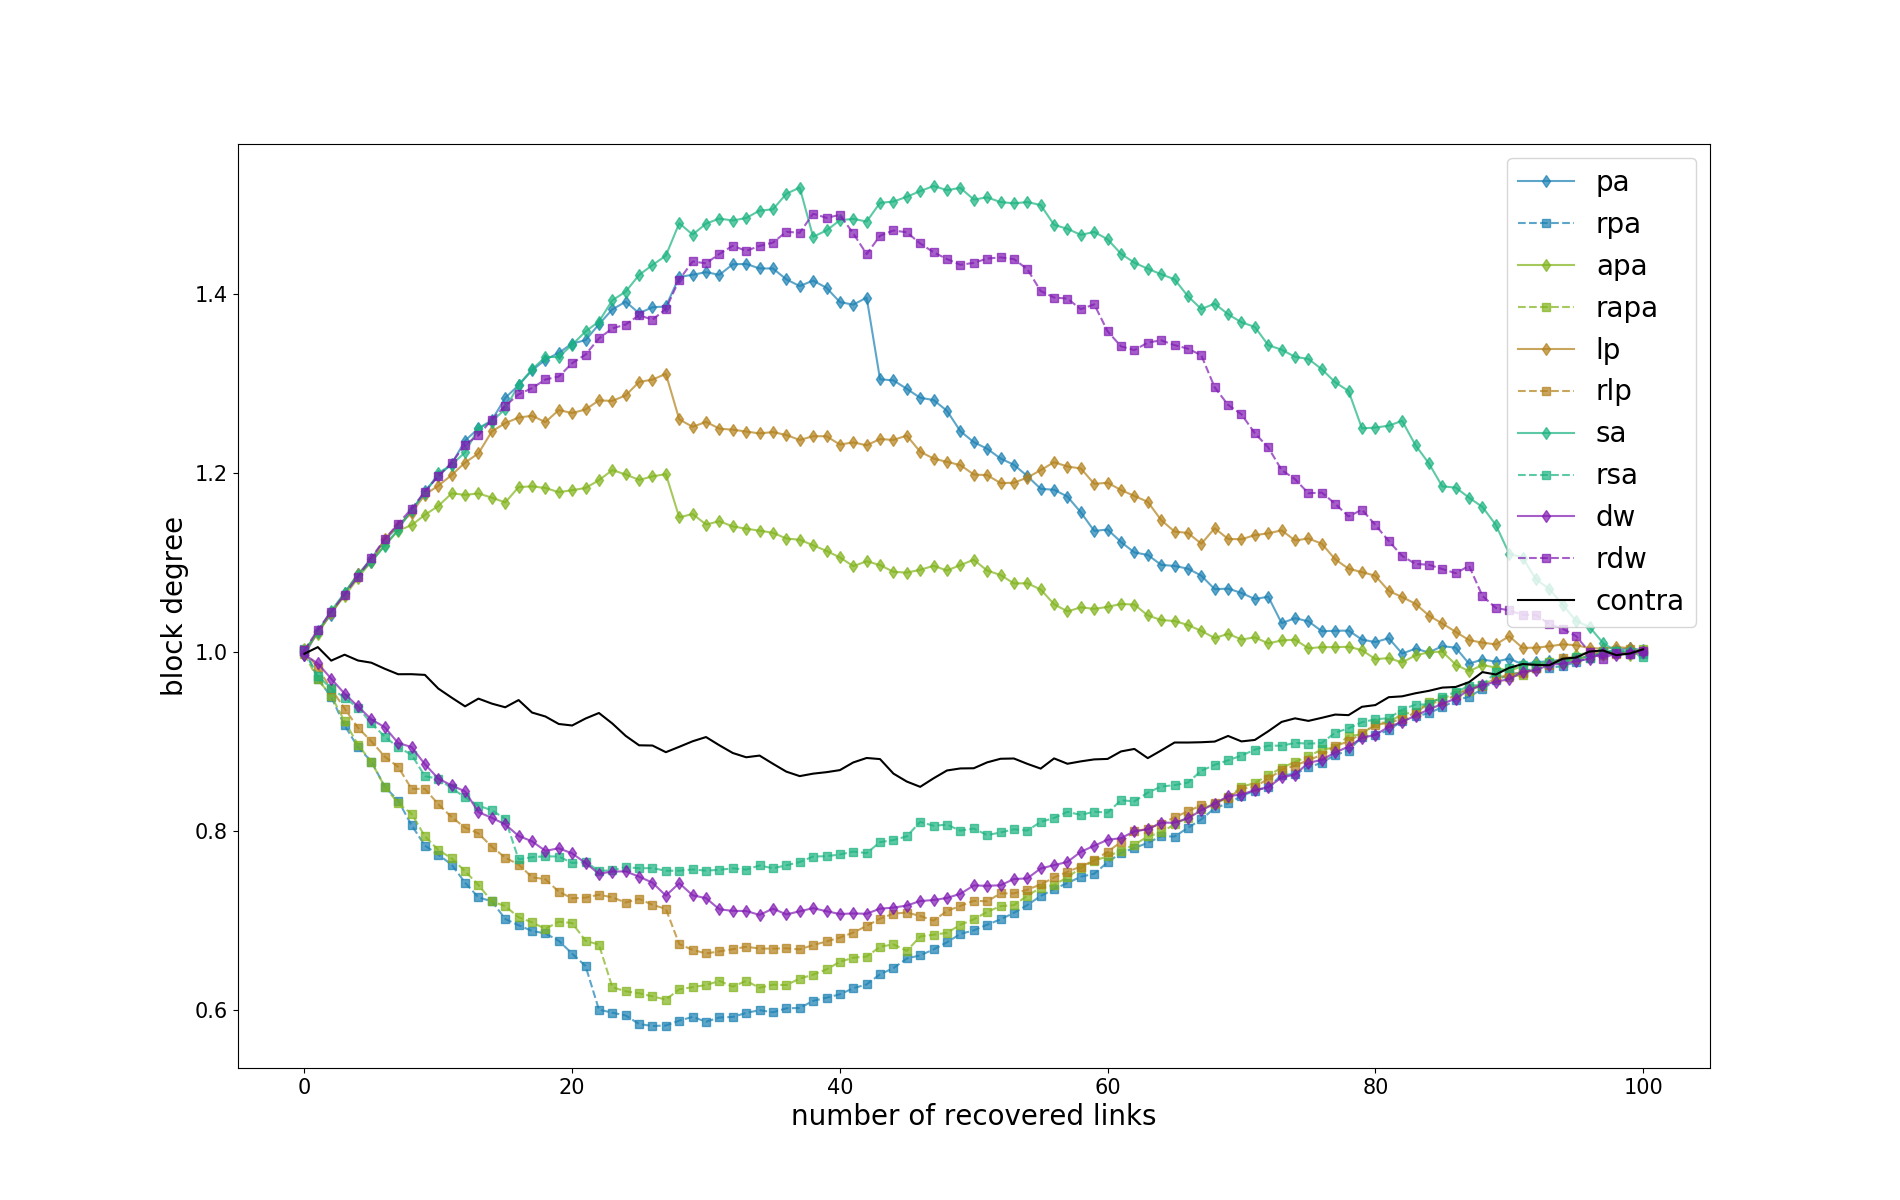 block degree
1.4
1.2
1.0
0.8
0.6
0
20
40
60
80
100
number of recovered links
pa
rpa
apa
rapa
lp
rlp
sa
rsa
dw
rdw
contra